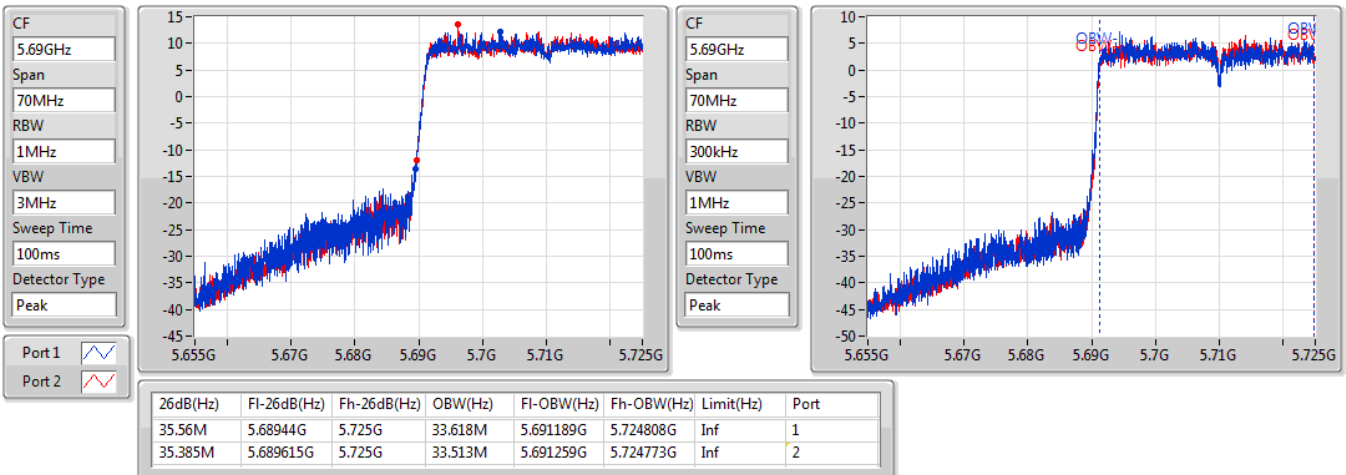 CF
5.69GHz
Span
70MHz
RBW
1MHz
VBW
3MHz
Sweep Time
100ms
Detector Type
Peak
Port 1
Port 2
15
10
5
0
-5
-10
-15
-20
-25
-30
-35
-40
-45
5.655G 5.67G 5.68G 5.69G 5.7G 5.71G 5.725G
CF
5.69GHz
Span
70MHz
RBW
300kHz
VBW
1MHz
Sweep Time
100ms
Detector Type
Peak
10
5
0
-5
-10
-15
-20
-25
-30
-35
-40
-45
-50
5.655G 5.67G 5.68G 5.69G 5.7G 5.71G 5.725G
26dB(Hz) Fl-26dB(Hz) Fh-26dB(Hz) OBW(Hz) Fl-OBW(Hz) Fh-OBW(Hz) Limit(Hz) Port
35.56M 5.68944G 5.725G 33.618M 5.691189G 5.724808G Inf 1
35.385M 5.689615G 5.725G 33.513M 5.691259G 5.724773G Inf 2